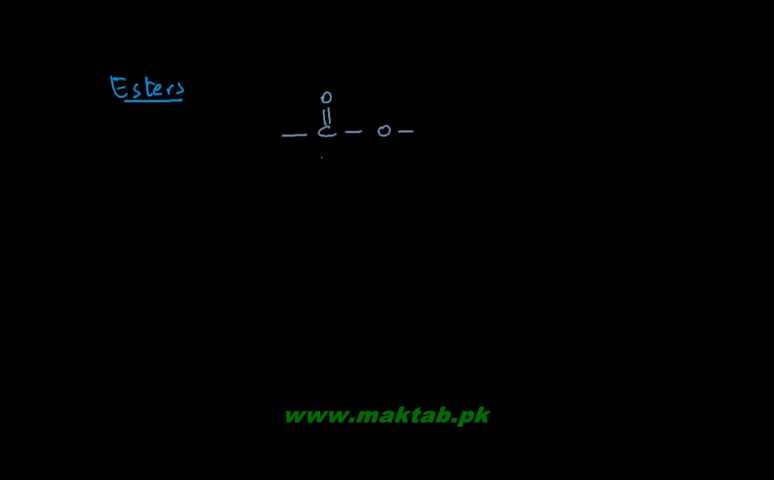 Esters
O
||
— C — O —
www.maktab.pk